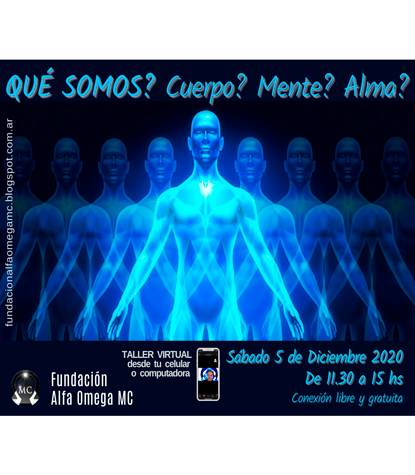 QUÉ SOMOS? Cuerpo? Mente? Alma?
fundacionalfaomegamc.blogspot.com.ar
TALLER VIRTUAL
desde tu celular
o computadora
Sábado 5 de Diciembre 2020
De 11.30 a 15 hs
Conexión libre y gratuita
MC
Fundación
Alfa Omega MC